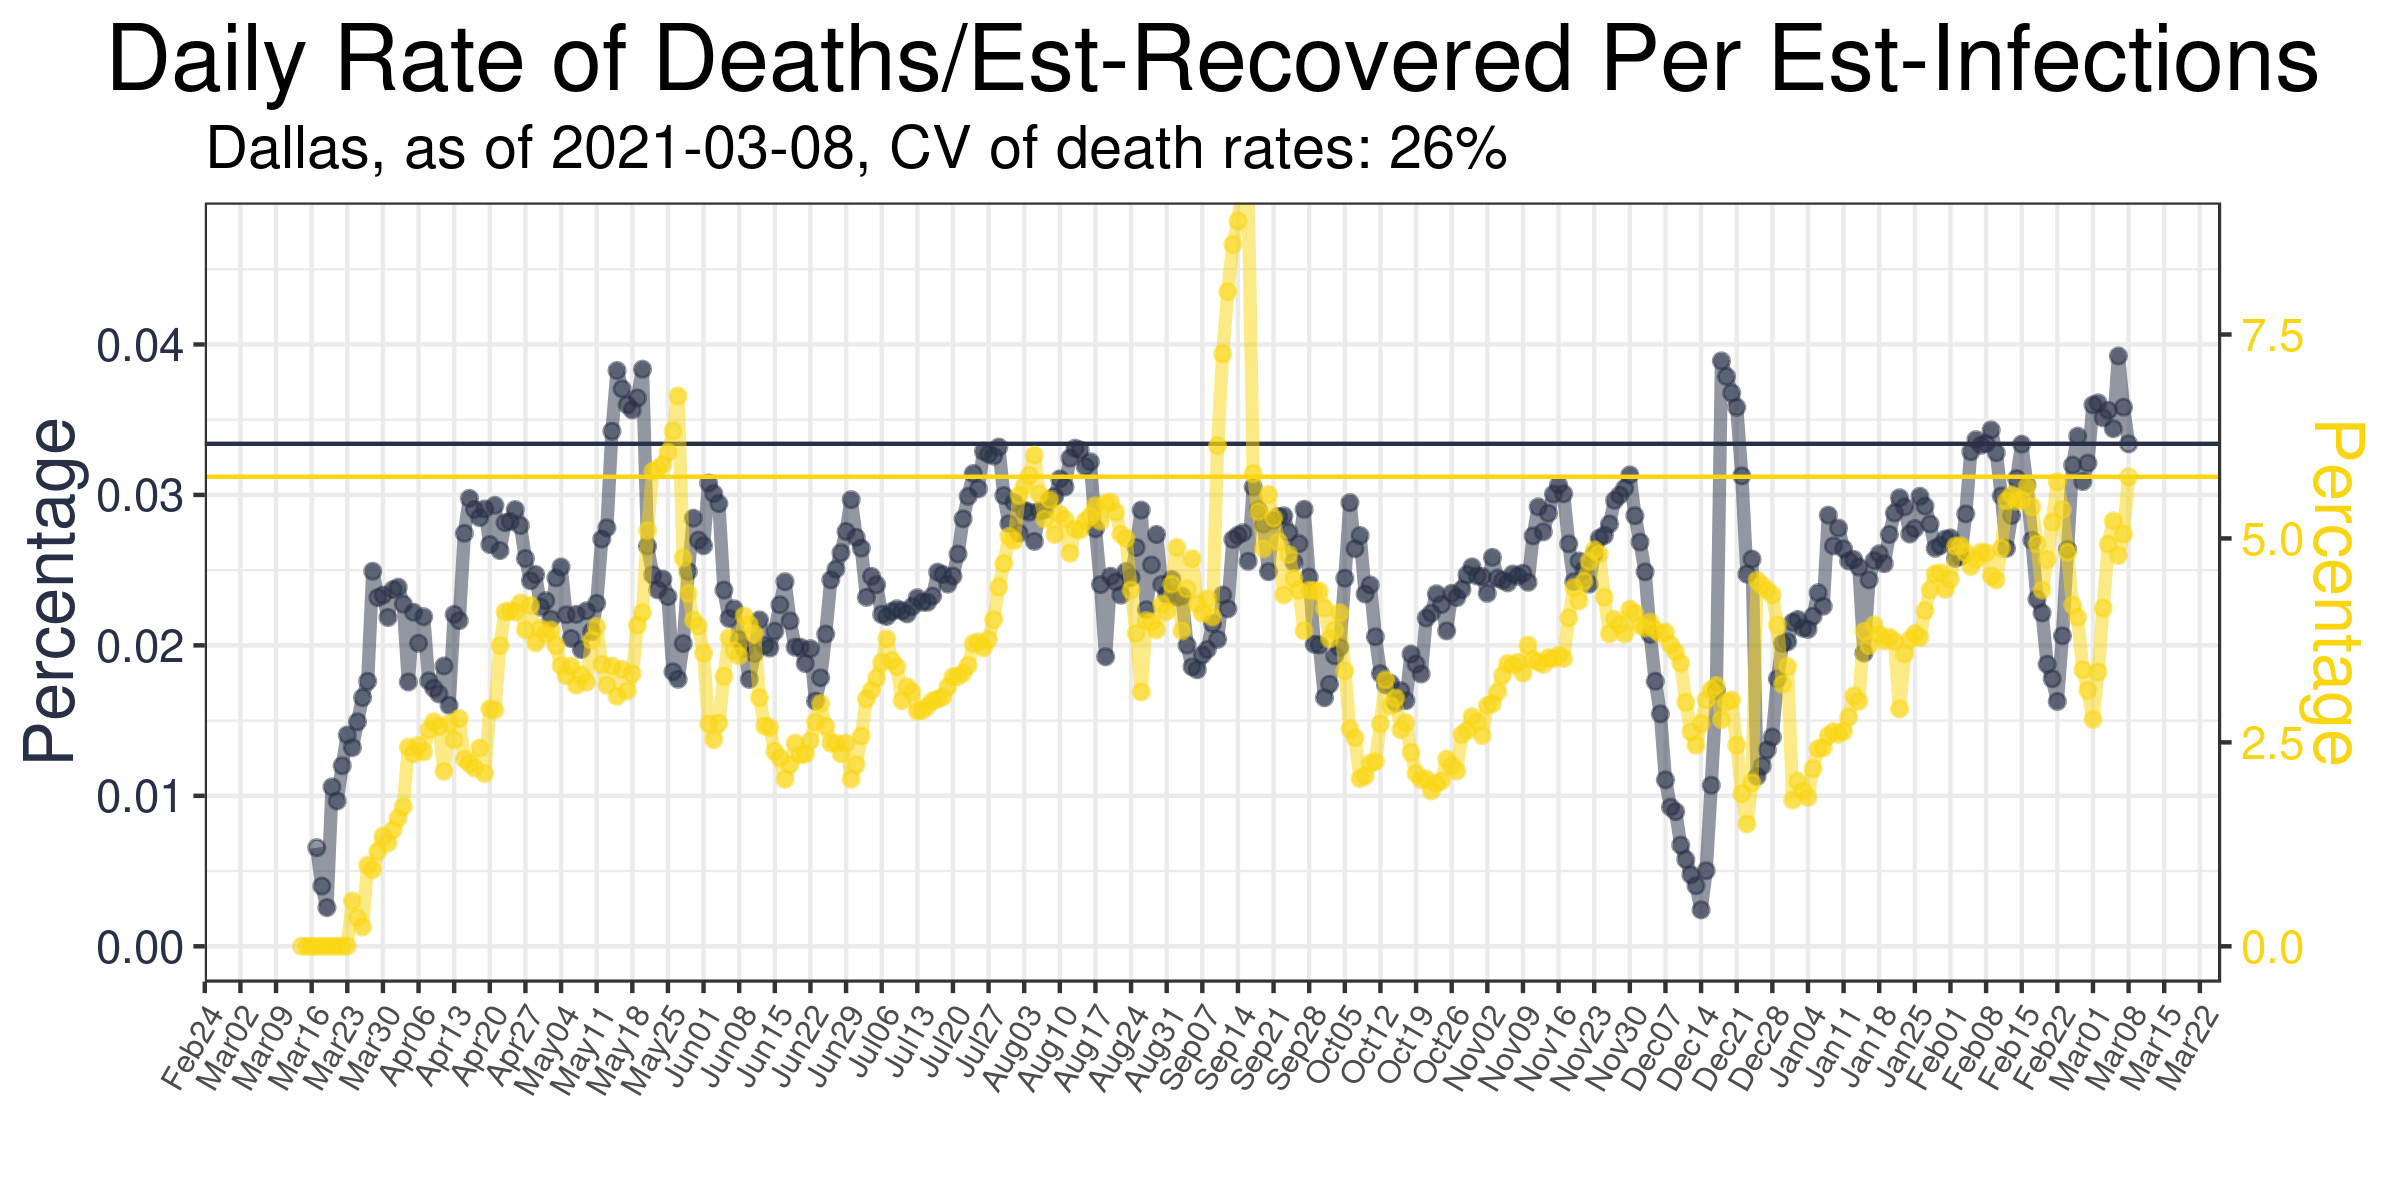 Daily Rate of Deaths/Est-Recovered Per Est-Infections
Dallas, as of 2021-03-08, CV of death rates: 26%
Percentage
0.04
0.03
0.02
0.01
0.00
7.5
5.0
2.5
0.0
Percentage
Feb24
Mar02
Mar09
Mar16
Mar23
Mar30
Apr06
Apr13
Apr20
Apr27
May04
May11
May18
May25
Jun01
Jun08
Jun15
Jun22
Jun29
Jul06
Jul13
Jul20
Jul27
Aug03
Aug10
Aug17
Aug24
Aug31
Sep07
Sep14
Sep21
Sep28
Oct05
Oct12
Oct19
Oct26
Nov02
Nov09
Nov16
Nov23
Nov30
Dec07
Dec14
Dec21
Dec28
Jan04
Jan11
Jan18
Jan25
Feb01
Feb08
Feb15
Feb22
Mar01
Mar08
Mar15
Mar22